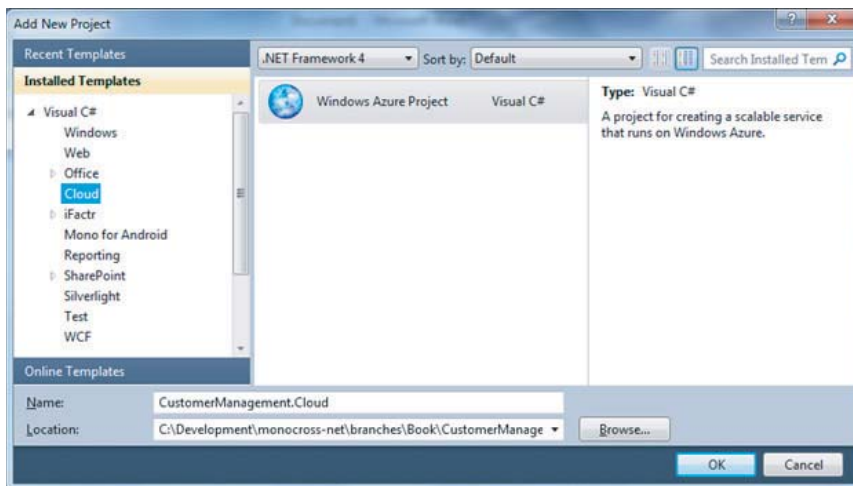 Add New Project
Recent Templates
Installed Templates
Visual C#
Windows
Web
Office
Cloud
iFactr
Mono for Android
Reporting
SharePoint
Silverlight
Test
WCF
Online Templates
.NET Framework 4 Sort by: Default
Search Installed Tem
Windows Azure Project Visual C#
Type: Visual C#
A project for creating a scalable service
that runs on Windows Azure.
Name: CustomerManagement.Cloud
Location: C:\Development\monocross-net\branches\Book\CustomerManage
Browse...
OK Cancel